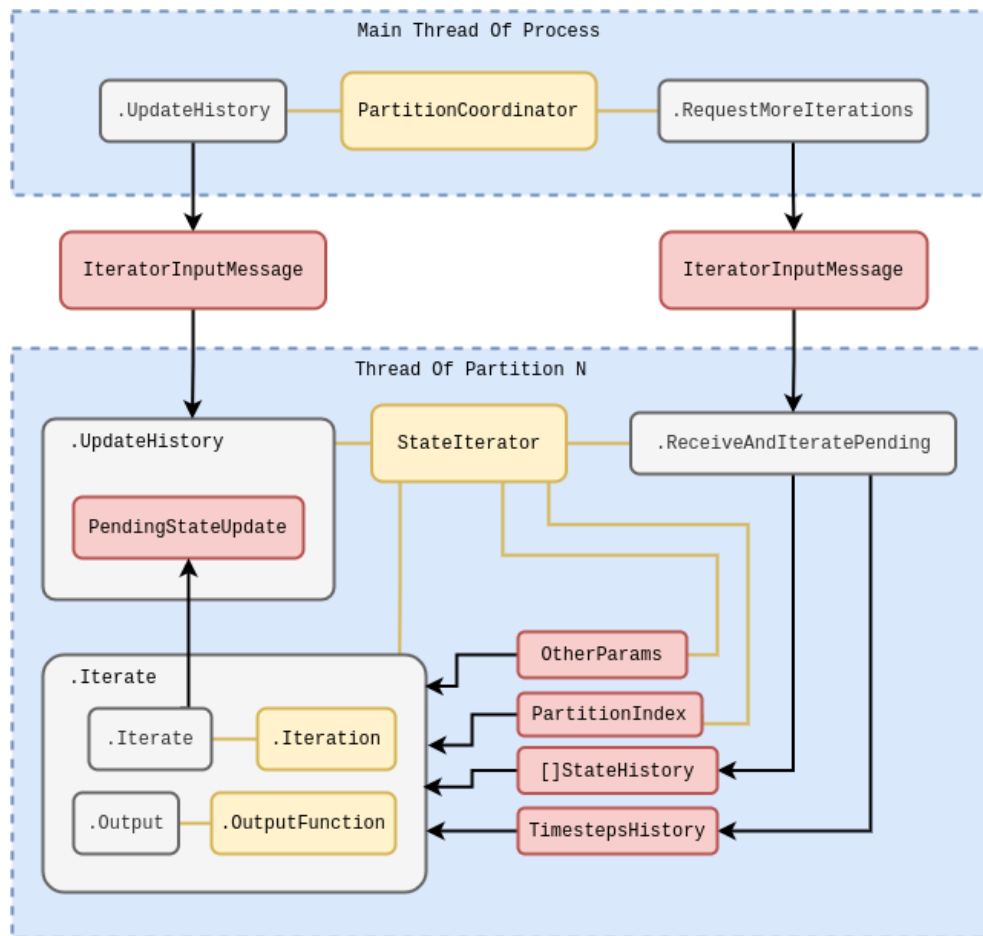 Main Thread Of Process
.UpdateHistory
PartitionCoordinator
.RequestMoreIterations
IteratorInputMessage
IteratorInputMessage
Thread Of Partition N
.UpdateHistory
StateIterator
.ReceiveAndIteratePending
PendingStateUpdate
OtherParams
.Iterate
PartitionIndex
.Iterate
.Iteration
[]StateHistory
.Output
.OutputFunction
TimestepsHistory